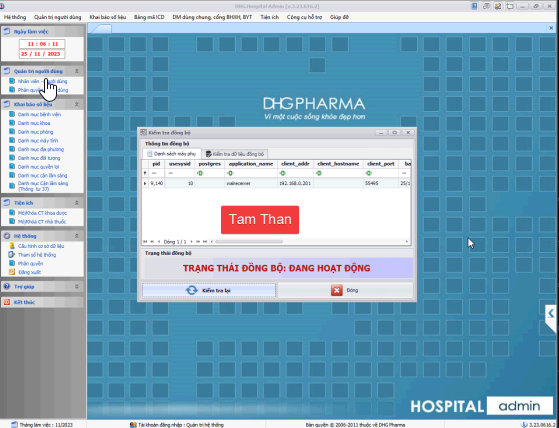 DHG.Hospital Admin [v.3.23.0616.2]
Hệ thống Quản trị người dùng Khai báo số liệu Bảng mã ICD DM dùng chung, cổng BHXH, BYT Tiện ích Công cụ hỗ trợ Giúp đỡ
Ngày làm việc
11 : 06 : 11
25 / 11 / 2023
Quản trị người dùng
Nhân viên - dùng
Phân quyền dùng
Khai báo số liệu
Danh mục bệnh viện
Danh mục khoa
Danh mục phòng
Danh mục máy tính
Danh mục địa phương
Danh mục đối tượng
Danh mục quyền lợi
Danh mục cận lâm sàng
Danh mục Cận lâm sàng
(Thông tư 37)
Tiện ích
Mở/Khóa CT khoa dược
Mở/Khóa CT nhà thuốc
Hệ thống
Cấu hình cơ sở dữ liệu
Tham số hệ thống
Phân quyền
Đăng xuất
Trợ giúp
Kết thúc
DHGPHARMA
Vì một cuộc sống khỏe đẹp hơn
Kiểm tra đồng bộ
Thông tin đồng bộ
Danh sách máy phụ Kiểm tra dữ liệu đồng bộ
pid usesysid postgres application_name client_addr client_hostname client_port ba
9,140 10 walreceiver 192.168.0.201 55495 25/1
Tam Than
Dòng 1 / 1
Trạng thái đồng bộ
TRẠNG THÁI ĐỒNG BỘ: ĐANG HOẠT ĐỘNG
Kiểm tra lại Đóng
HOSPITAL admin
Tháng làm việc : 11/2023 Tài khoản đăng nhập : Quản trị hệ thống Bản quyền © 2006-2011 thuộc về DHG Pharma 3.23.0616.2